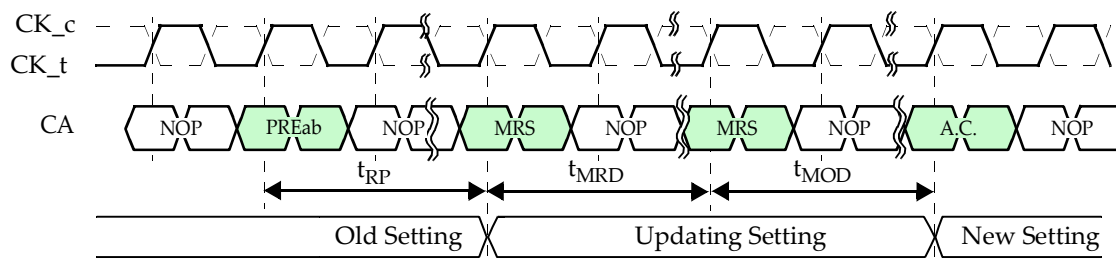 CK_c
CK_t
CA NOP PREab NOP MRS NOP MRS NOP A.C. NOP
tRP tMRD tMOD
Old Setting Updating Setting New Setting